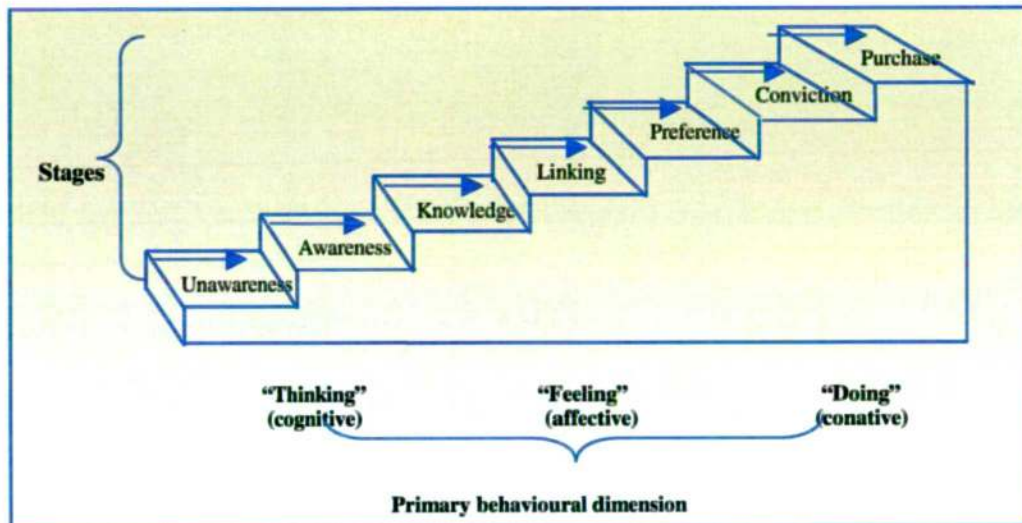 Stages
Unawareness
Awareness
Knowledge
Linking
Preference
Conviction
Purchase
“Thinking” “Feeling” “Doing”
(cognitive) (affective) (conative)
Primary behavioural dimension